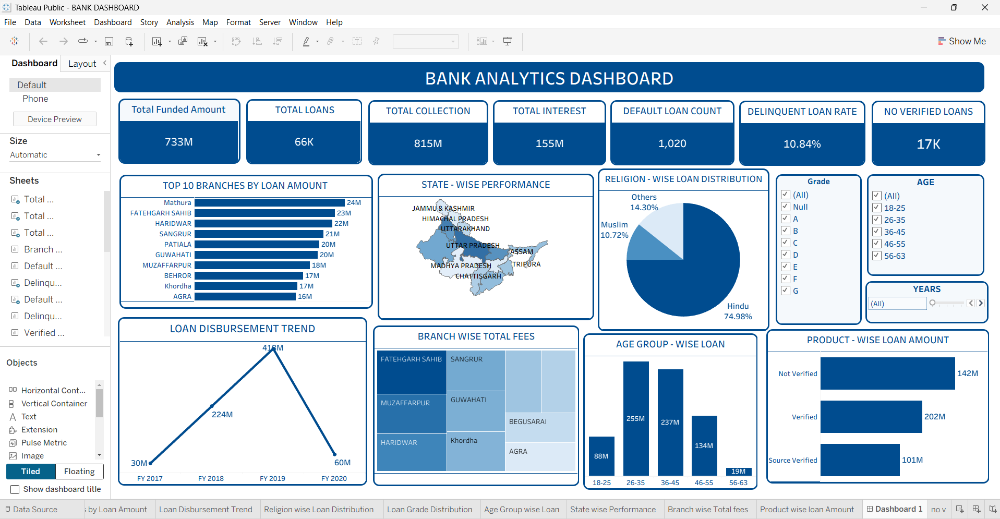 Tableau Public - BANK DASHBOARD
File Data Worksheet Dashboard Story Analysis Map Format Server Window Help
Show Me
Dashboard Layout
Default
Phone
Device Preview
Size
Automatic
Sheets
Total ...
Total ...
Total ...
Branch ...
Default ...
Delinqu...
Default ...
Delinqu...
Verified ...
Objects
Horizontal Cont...
Vertical Container
Text
Extension
Pulse Metric
Image
Tiled Floating
Show dashboard title
BANK ANALYTICS DASHBOARD
Total Funded Amount
733M
TOTAL LOANS
66K
TOTAL COLLECTION
815M
TOTAL INTEREST
155M
DEFAULT LOAN COUNT
1,020
DELINQUENT LOAN RATE
10.84%
NO VERIFIED LOANS
17K
TOP 10 BRANCHES BY LOAN AMOUNT
Mathura 24M
FATEHGARH SAHIB 23M
HARIDWAR 22M
SANGRUR 21M
PATIALA 20M
GUWAHATI 20M
MUZAFFARPUR 18M
BEHROR 17M
Khordha 17M
AGRA 16M
STATE - WISE PERFORMANCE
JAMMU & KASHMIR
HIMACHAL PRADESH
UTTARAKHAND
UTTAR PRADESH
ASSAM
MADHYA PRADESH
TRIPURA
CHATTISGARH
RELIGION - WISE LOAN DISTRIBUTION
Others
14.30%
Muslim
10.72%
Hindu
74.98%
Grade
(All)
Null
A
B
C
D
E
F
G
AGE
(All)
18-25
26-35
36-45
46-55
56-63
YEARS
(All)
LOAN DISBURSEMENT TREND
418M
224M
30M
60M
FY 2017 FY 2018 FY 2019 FY 2020
BRANCH WISE TOTAL FEES
FATEHGARH SAHIB
MUZAFFARPUR
HARIDWAR
SANGRUR
GUWAHATI
Khordha
BEGUSARAI
AGRA
AGE GROUP - WISE LOAN
88M
255M
237M
134M
19M
18-25 26-35 36-45 46-55 56-63
PRODUCT - WISE LOAN AMOUNT
Not Verified 142M
Verified 202M
Source Verified 101M
Data Source s by Loan Amount Loan Disbursement Trend Religion wise Loan Distribution Loan Grade Distribution Age Group wise Loan State wise Performance Branch wise Total fees Product wise loan Amount Dashboard 1 no v